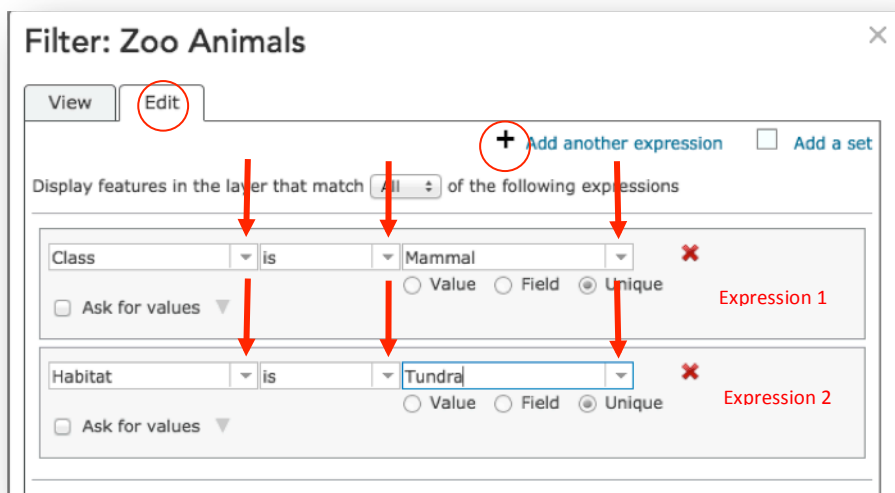 Filter: Zoo Animals
View Edit
+ Add another expression Add a set
Display features in the layer that match All of the following expressions
Class is Mammal
Value Field Unique
Ask for values
Expression 1
Habitat is Tundra
Value Field Unique
Ask for values
Expression 2